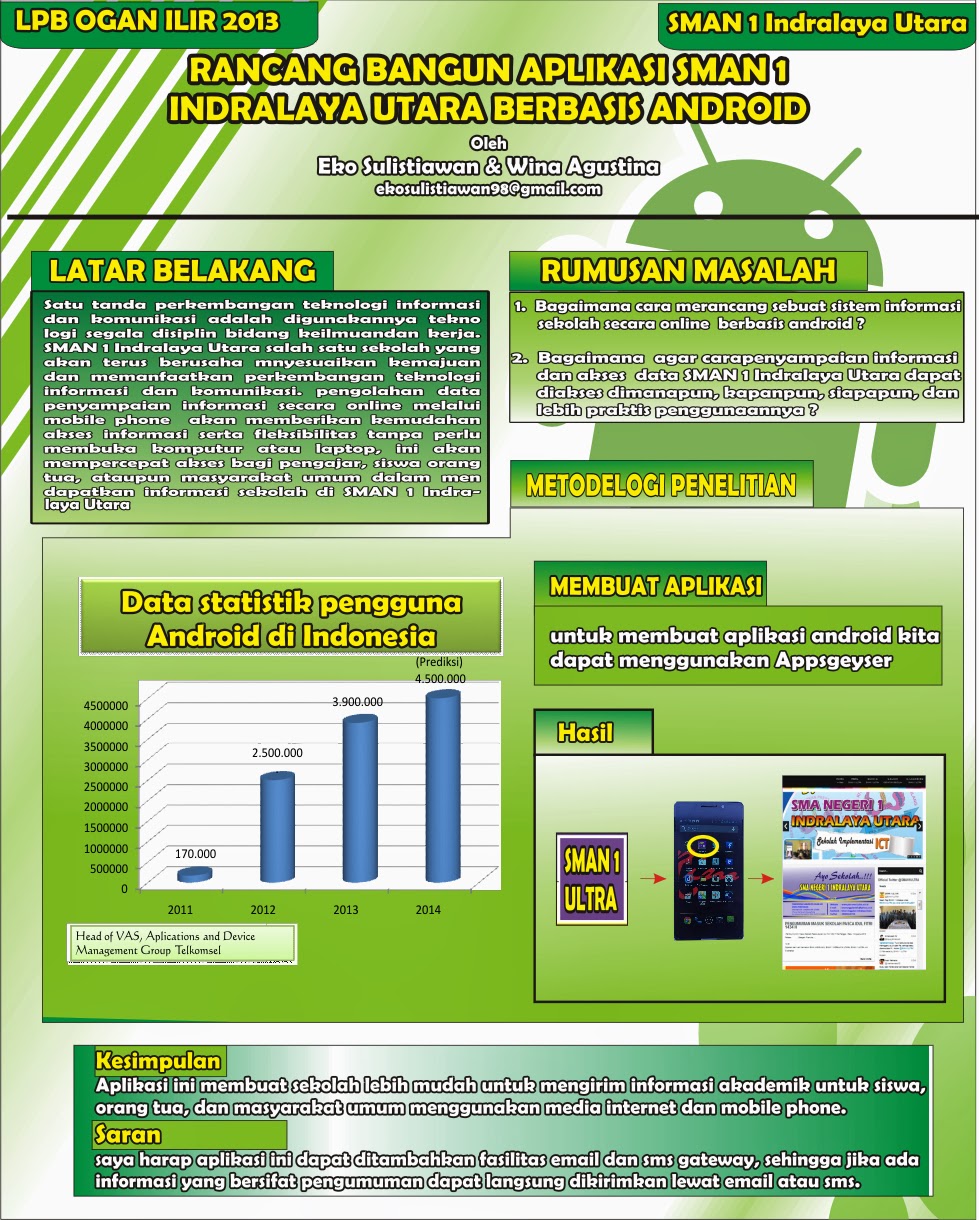 LPB OGAN ILIR 2013
SMAN 1 Indralaya Utara
RANCANG BANGUN APLIKASI SMAN 1
INDRALAYA UTARA BERBASIS ANDROID
Oleh
Eko Sulistiawan & Wina Agustina
ekosulistiawan98@gmail.com
LATAR BELAKANG
Satu tanda perkembangan teknologi informasi
dan komunikasi adalah digunakannya tekno
logi segala disiplin bidang keilmuandan kerja.
SMAN 1 Indralaya Utara salah satu sekolah yang
akan terus berusaha mnyesuaikan kemajuan
dan memanfaatkan perkembangan teknologi
informasi dan komunikasi. pengolahan data
penyampaian informasi secara online melalui
mobile phone akan memberikan kemudahan
akses informasi serta fleksibilitas tanpa perlu
membuka komputur atau laptop, ini akan
mempercepat akses bagi pengajar, siswa orang
tua, ataupun masyarakat umum dalam men
dapatkan informasi sekolah di SMAN 1 Indra-
laya Utara
RUMUSAN MASALAH
1. Bagaimana cara merancang sebuat sistem informasi
sekolah secara online berbasis android ?
2. Bagaimana agar carapenyampaian informasi
dan akses data SMAN 1 Indralaya Utara dapat
diakses dimanapun, kapanpun, siapapun, dan
lebih praktis penggunaannya ?
METODELOGI PENELITIAN
Data statistik pengguna
Android di Indonesia
(Prediksi)
4.500.000
3.900.000
2.500.000
170.000
4500000
4000000
3500000
3000000
2500000
2000000
1500000
1000000
500000
0
2011 2012 2013 2014
Head of VAS, Aplications and Device
Management Group Telkomsel
MEMBUAT APLIKASI
untuk membuat aplikasi android kita
dapat menggunakan Appsgeyser
Hasil
SMAN 1
ULTRA
SMA NEGERI 1
INDRALAYA UTARA
Sekolah Implementasi ICT
Ayo Sekolah..!!!
SMA NEGERI 1 INDRALAYA UTARA
Kesimpulan
Aplikasi ini membuat sekolah lebih mudah untuk mengirim informasi akademik untuk siswa,
orang tua, dan masyarakat umum menggunakan media internet dan mobile phone.
Saran
saya harap aplikasi ini dapat ditambahkan fasilitas email dan sms gateway, sehingga jika ada
informasi yang bersifat pengumuman dapat langsung dikirimkan lewat email atau sms.